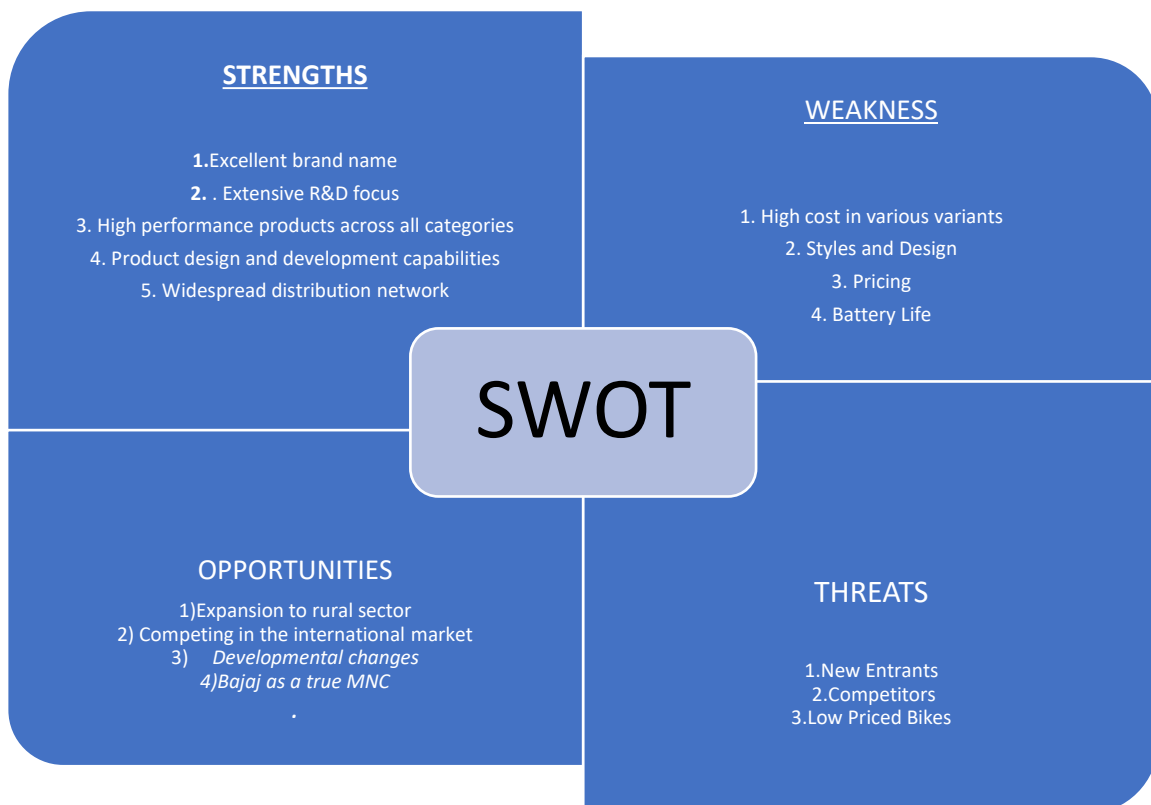 STRENGTHS
1.Excellent brand name
2. . Extensive R&D focus
3. High performance products across all categories
4. Product design and development capabilities
5. Widespread distribution network
WEAKNESS
1. High cost in various variants
2. Styles and Design
3. Pricing
4. Battery Life
SWOT
OPPORTUNITIES
1)Expansion to rural sector
2) Competing in the international market
3) Developmental changes
4)Bajaj as a true MNC
.
THREATS
1.New Entrants
2.Competitors
3.Low Priced Bikes